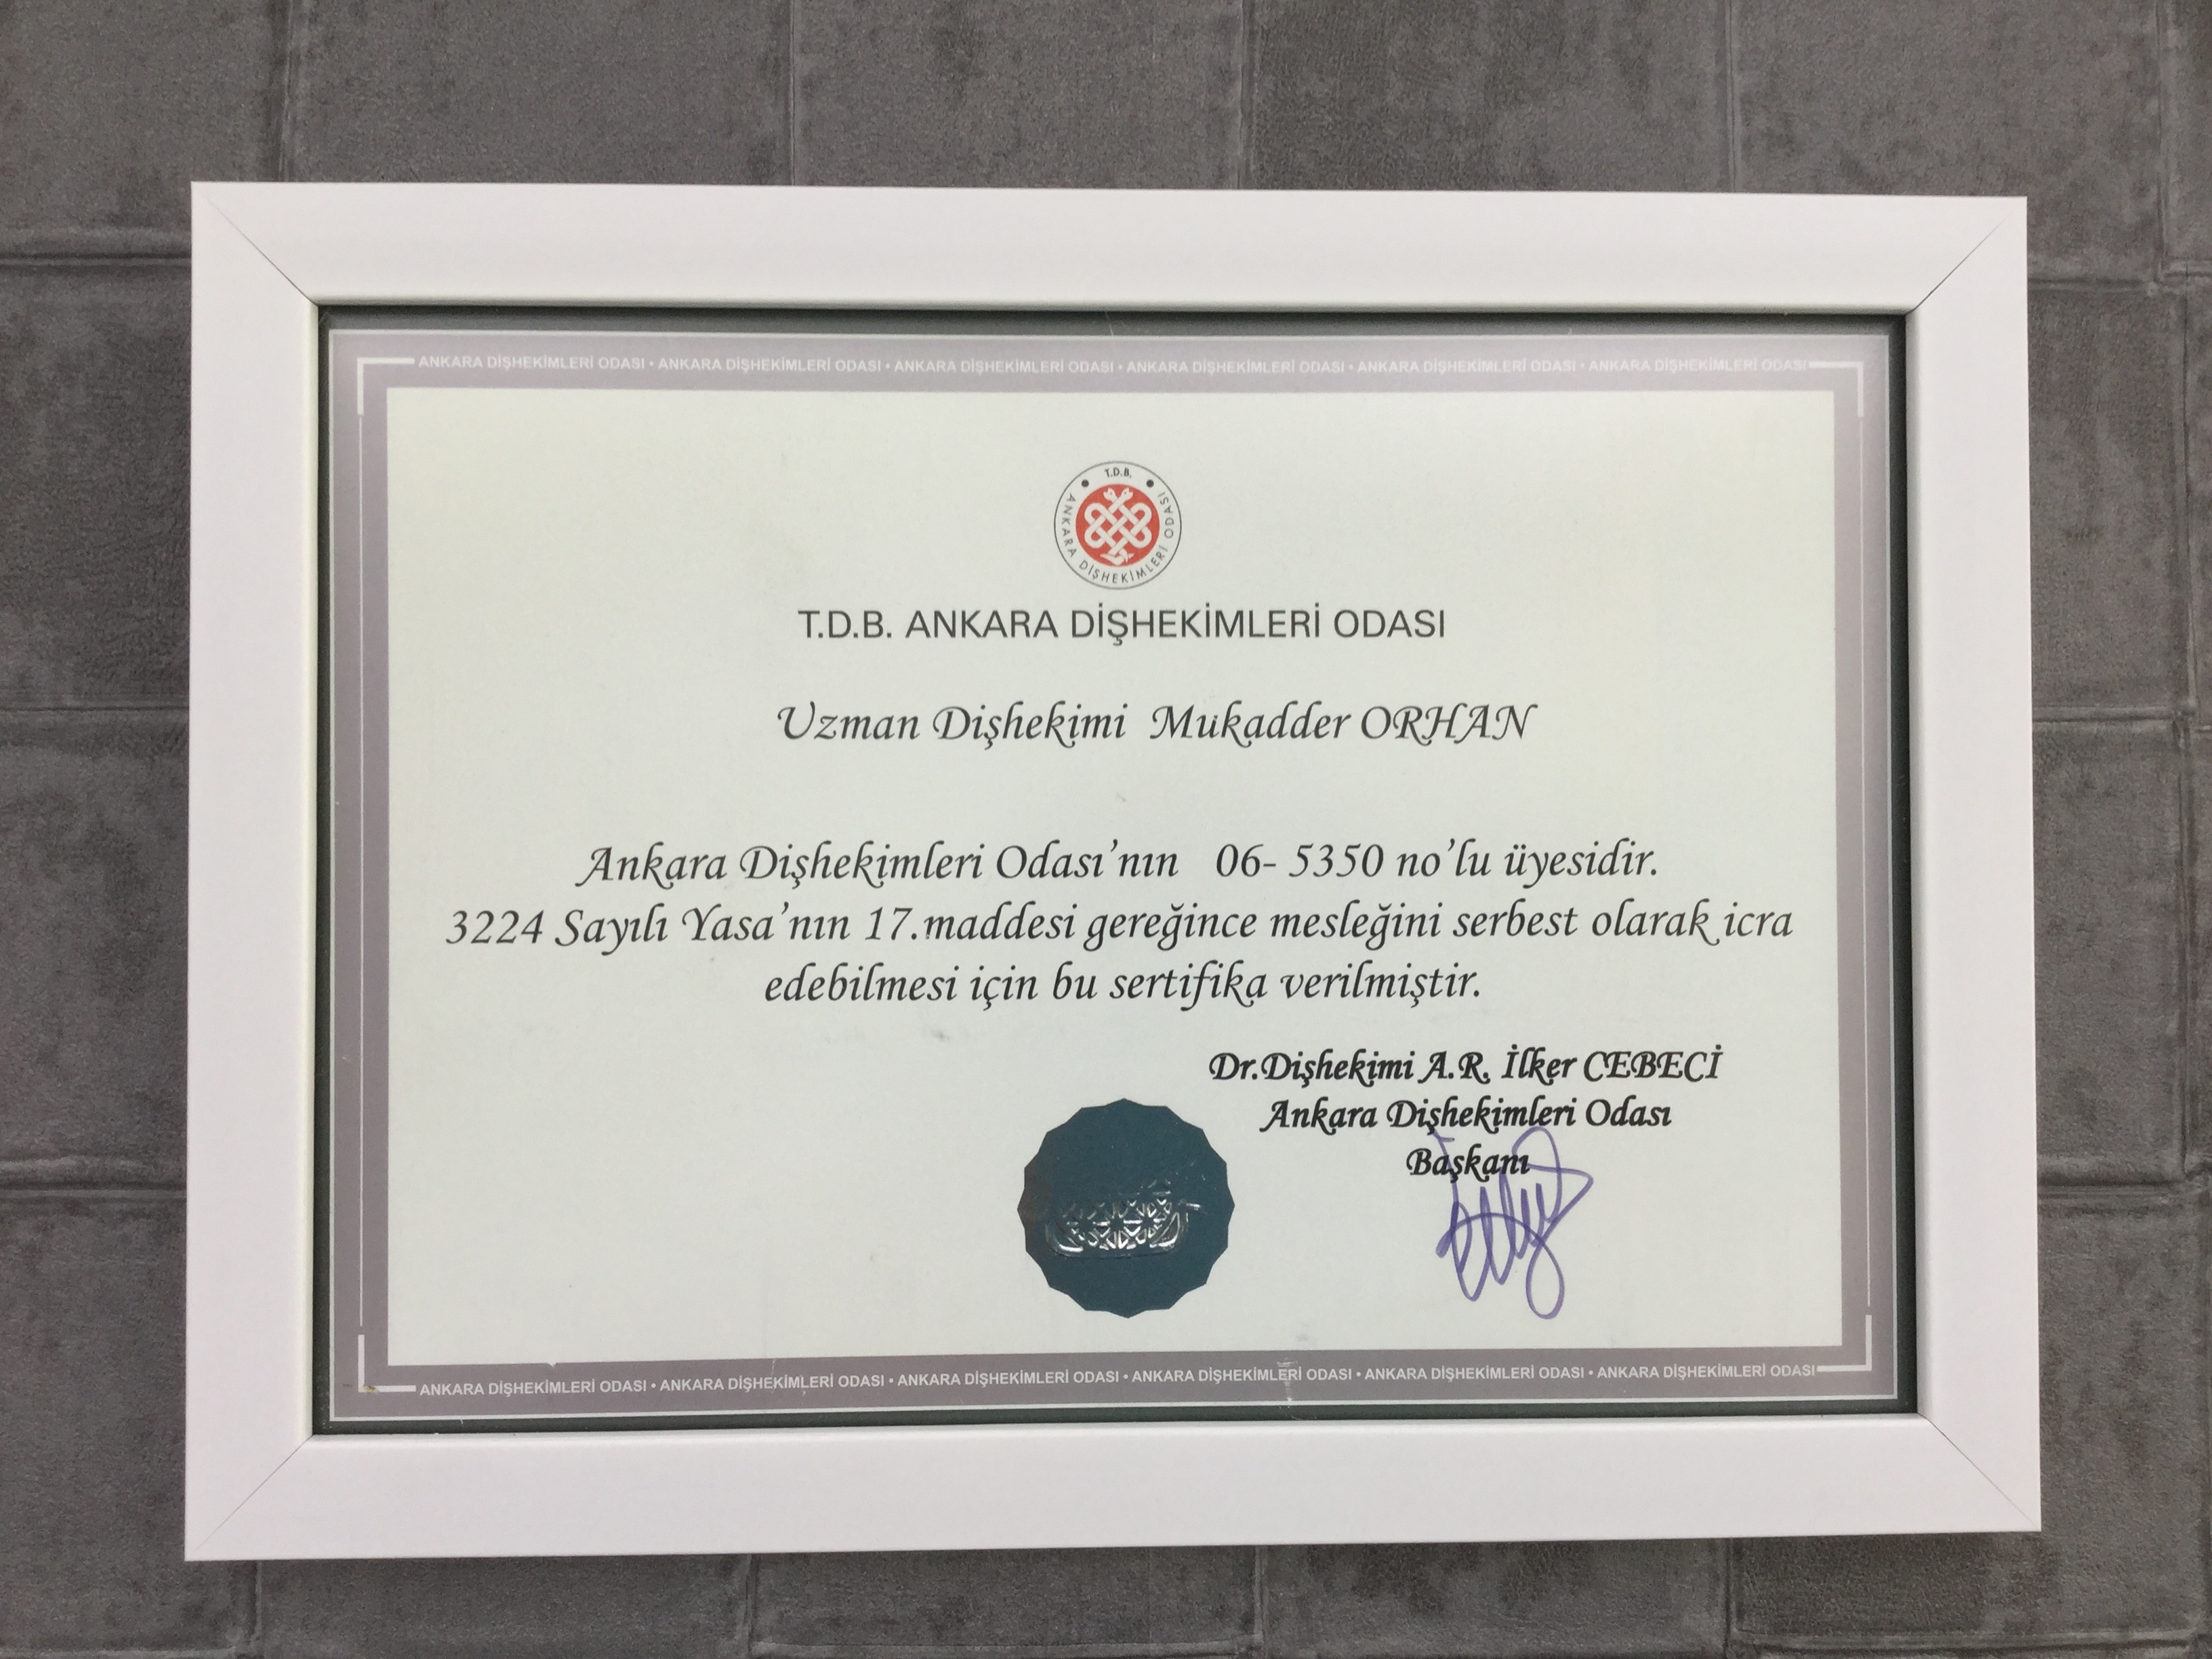 ANKARA DİŞHEKİMLERİ ODASI • ANKARA DİŞHEKİMLERİ ODASI • ANKARA DİŞHEKİMLERİ ODASI • ANKARA DİŞHEKİMLERİ ODASI • ANKARA DİŞHEKİMLERİ ODASI • ANKARA DİŞHEKİMLERİ ODASI
T.D.B.
ANKARA DİŞHEKİMLERİ ODASI
T.D.B. ANKARA DİŞHEKİMLERİ ODASI
Uzman Dişhekimi Mukadder ORHAN
Ankara Dişhekimleri Odası'nın 06- 5350 no'lu üyesidir.
3224 Sayılı Yasa'nın 17.maddesi gereğince mesleğini serbest olarak icra
edebilmesi için bu sertifika verilmiştir.
Dr.Dişhekimi A.R. İlker CEBECİ
Ankara Dişhekimleri Odası
Başkanı
ANKARA DİŞHEKİMLERİ ODASI • ANKARA DİŞHEKİMLERİ ODASI • ANKARA DİŞHEKİMLERİ ODASI • ANKARA DİŞHEKİMLERİ ODASI • ANKARA DİŞHEKİMLERİ ODASI • ANKARA DİŞHEKİMLERİ ODASI